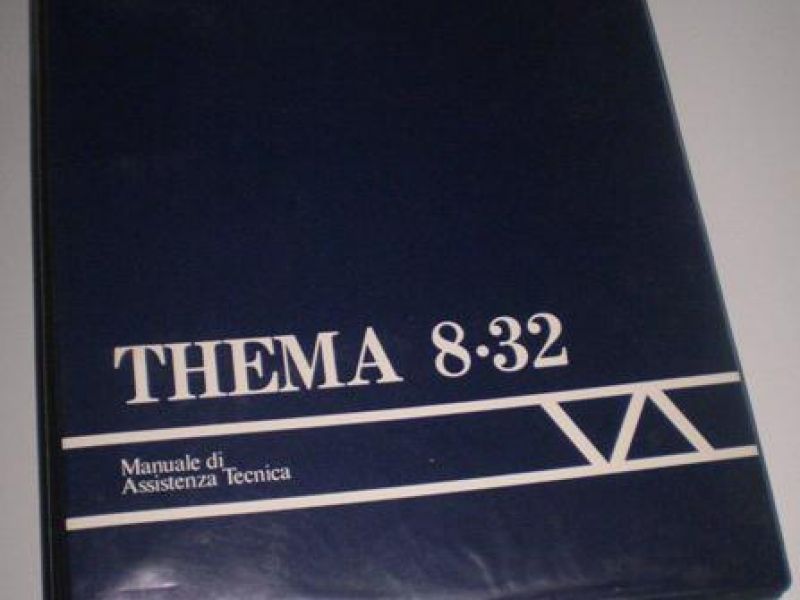 THEMA 8·32
Manuale di
Assistenza Tecnica